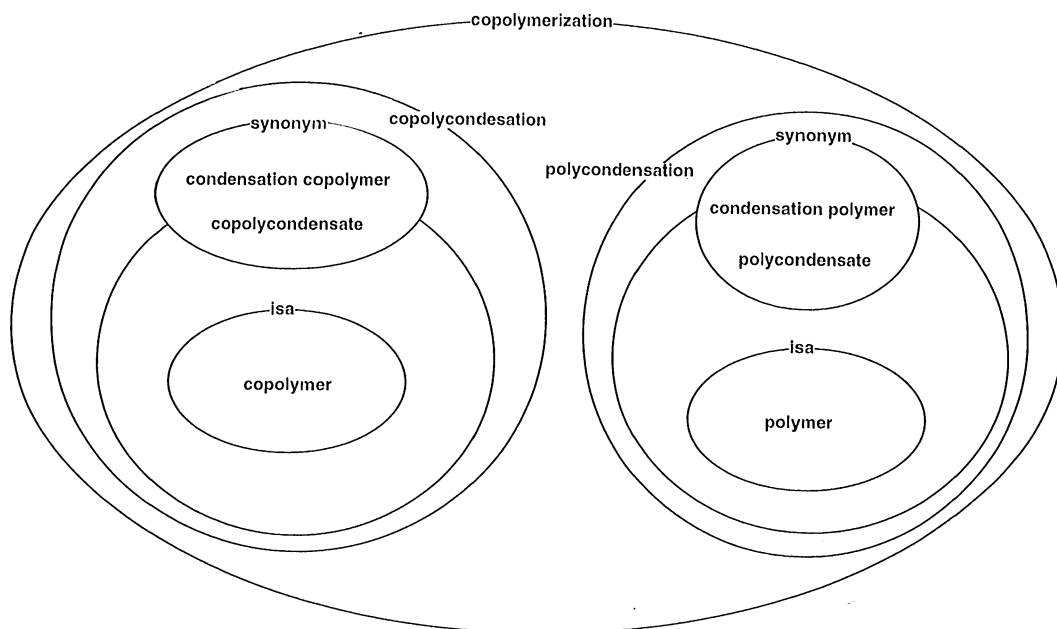 copolymerization
copolycondesation
synonym
condensation copolymer
copolycondensate
isa
copolymer
polycondensation
synonym
condensation polymer
polycondensate
isa
polymer